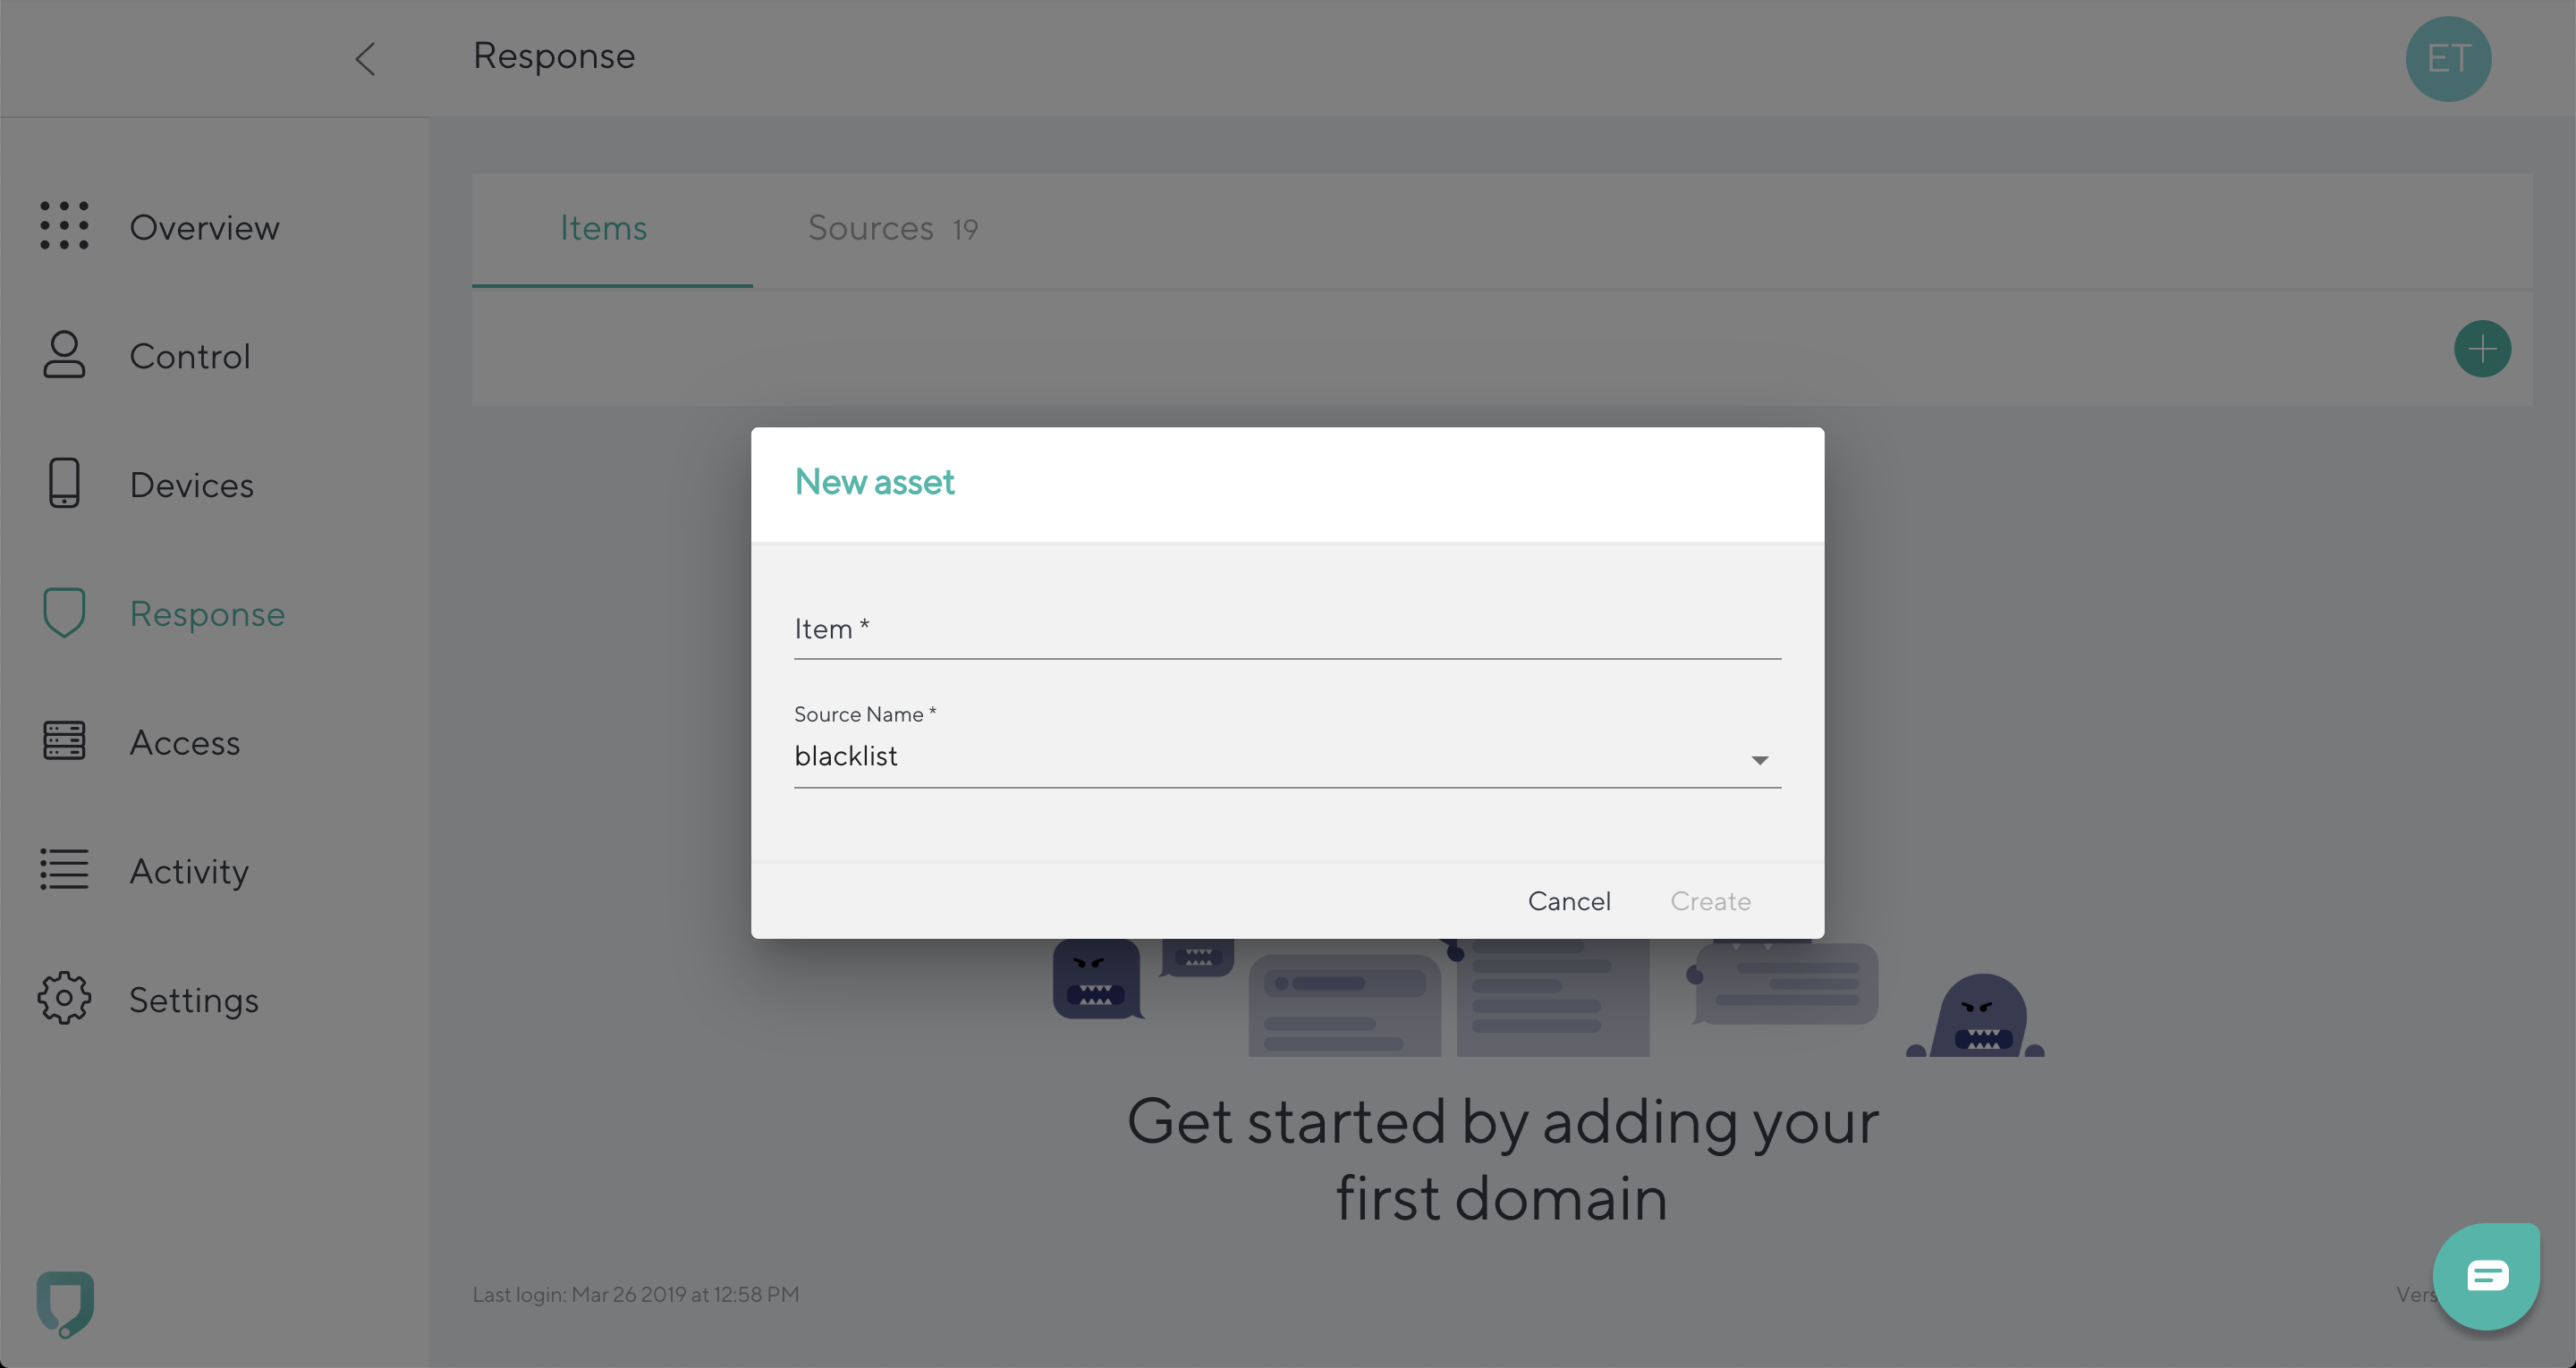 Response
ET
Overview
Control
Devices
Response
Access
Activity
Settings
Items
Sources 19
New asset
Item *
Source Name *
blacklist
Cancel
Create
Get started by adding your
first domain
Last login: Mar 26 2019 at 12:58 PM